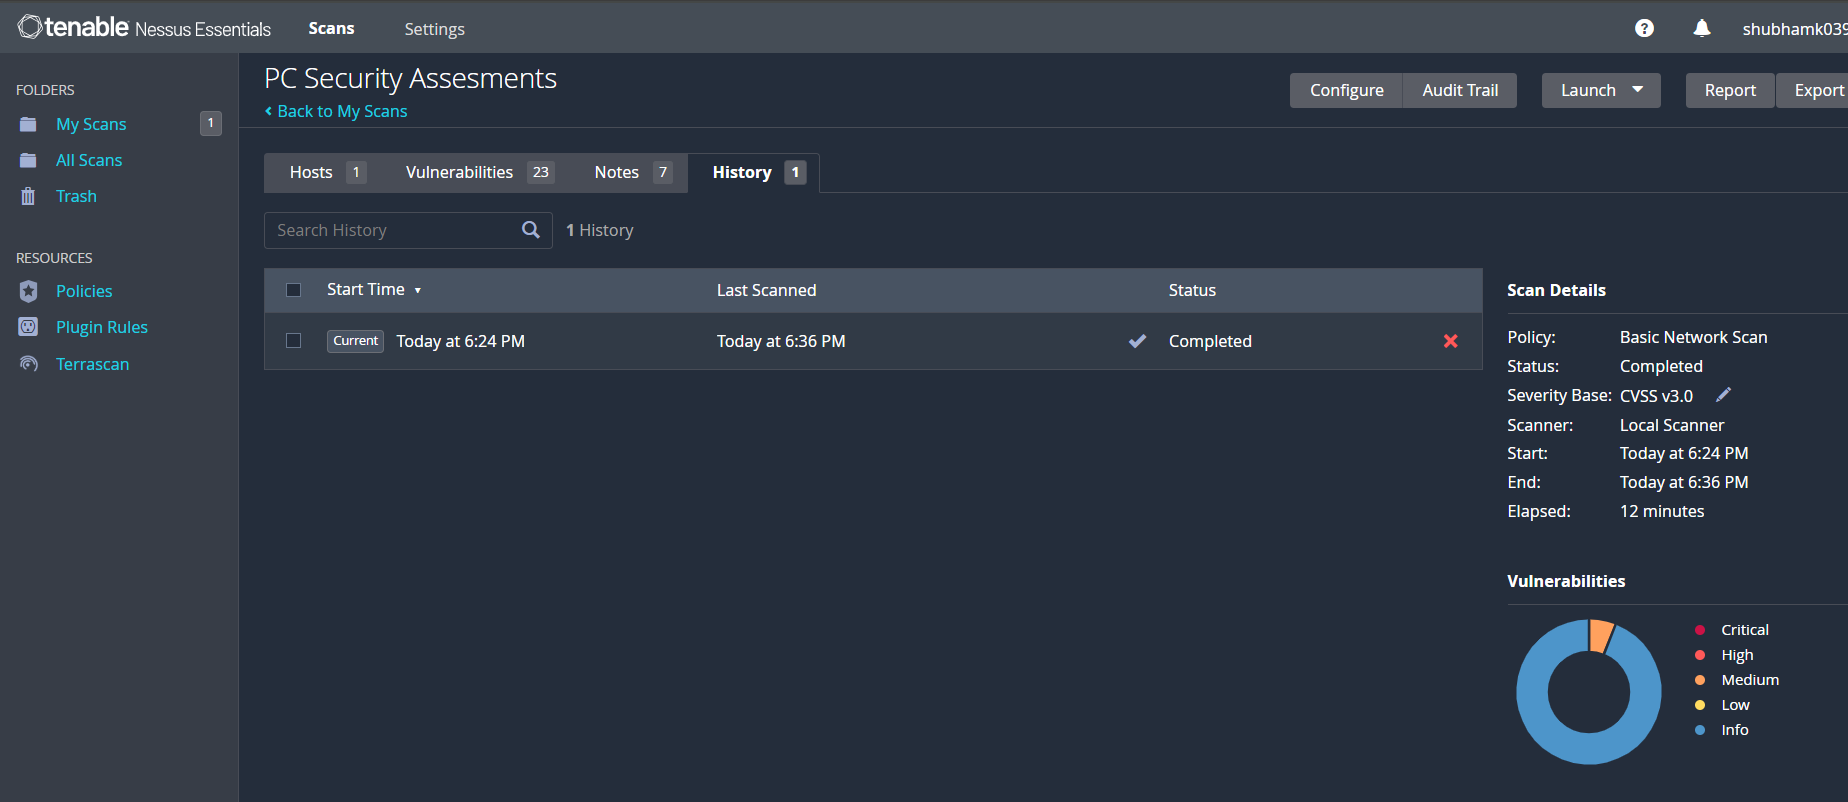 tenable Nessus Essentials Scans Settings ? shubhamk039
FOLDERS
My Scans 1
All Scans
Trash
RESOURCES
Policies
Plugin Rules
Terrascan
PC Security Assesments
Back to My Scans
Configure Audit Trail Launch Report Export
Hosts 1 Vulnerabilities 23 Notes 7 History 1
Search History 1 History
Start Time Last Scanned Status
Current Today at 6:24 PM Today at 6:36 PM Completed
Scan Details
Policy: Basic Network Scan
Status: Completed
Severity Base: CVSS v3.0
Scanner: Local Scanner
Start: Today at 6:24 PM
End: Today at 6:36 PM
Elapsed: 12 minutes
Vulnerabilities
Critical
High
Medium
Low
Info